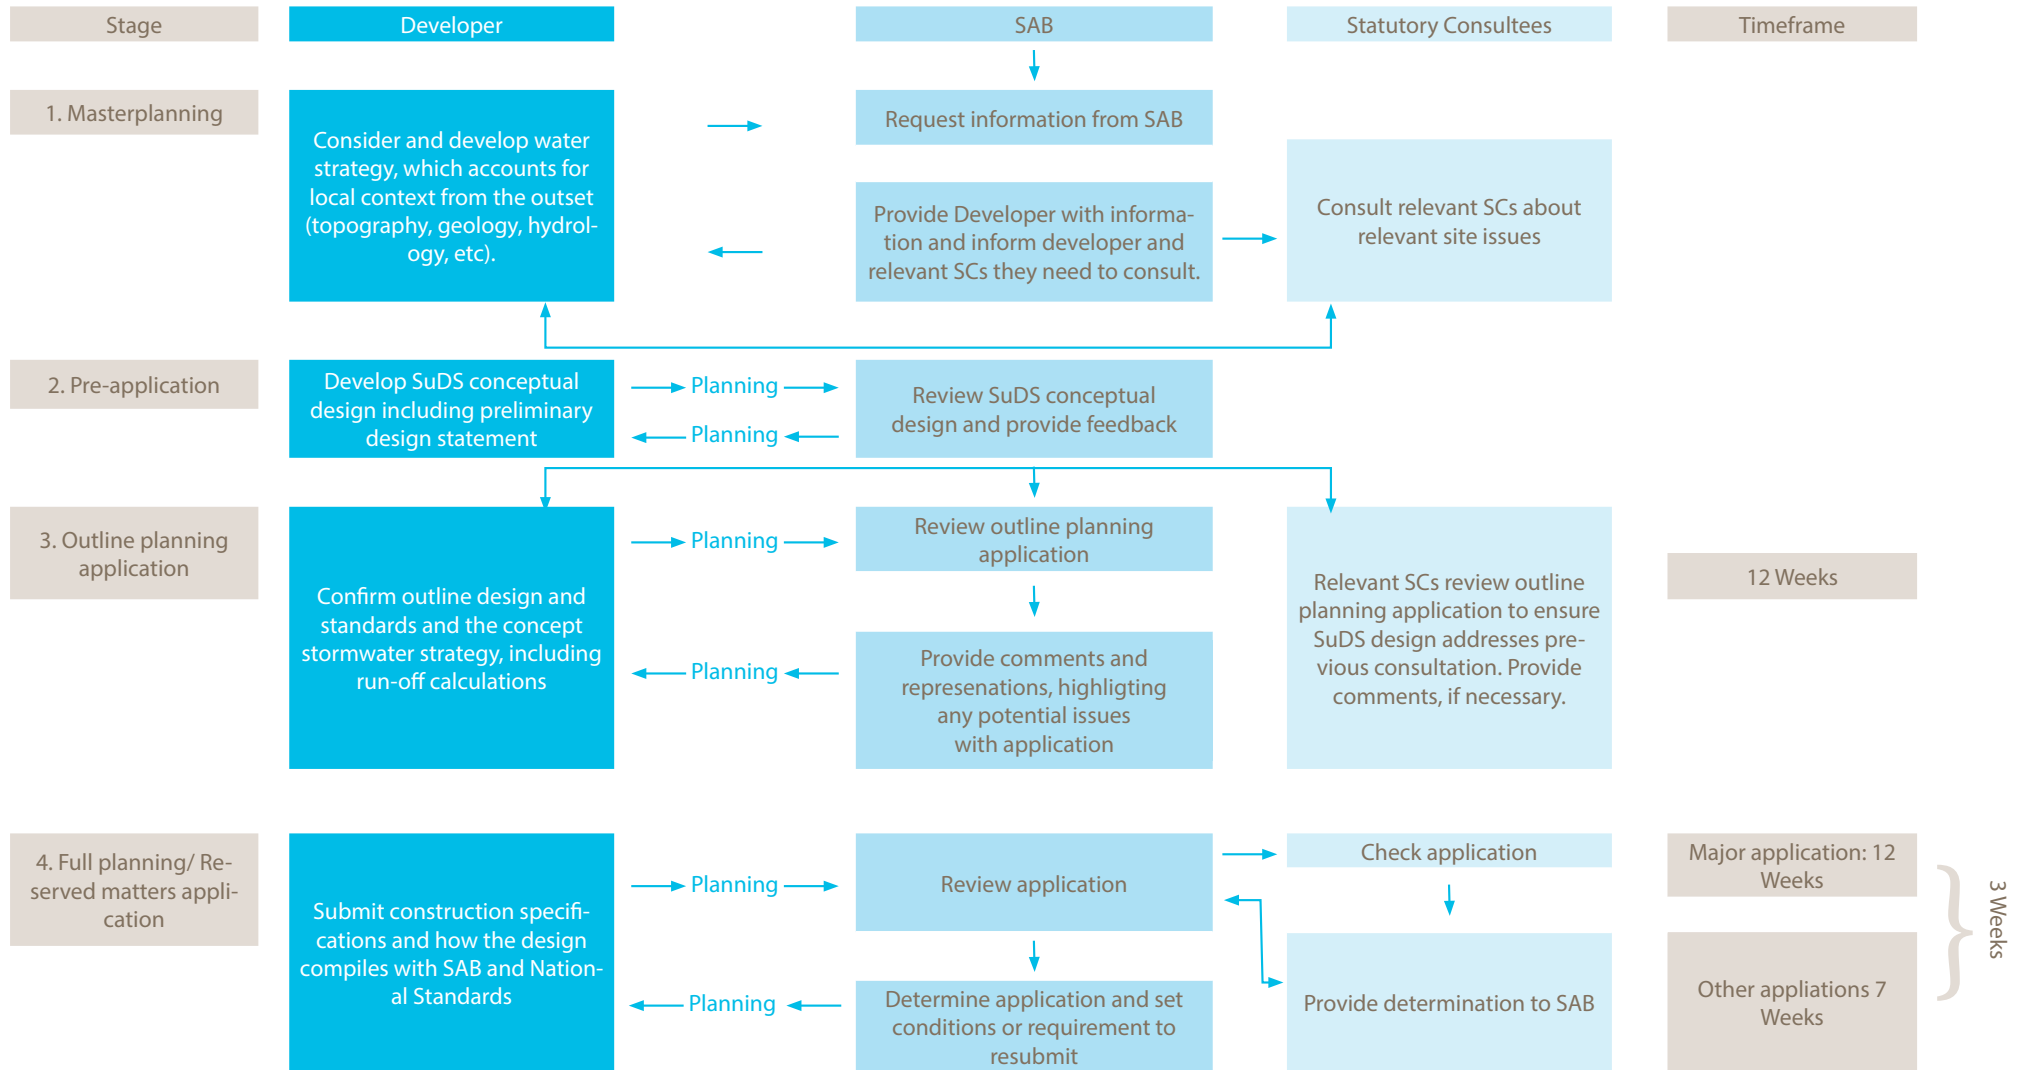 Stage
Developer
SAB
Statutory Consultees
Timeframe
1. Masterplanning
Consider and develop water
strategy, which accounts for
local context from the outset
(topography, geology, hydrol-
ogy, etc).
Request information from SAB
Provide Developer with informa-
tion and inform developer and
relevant SCs they need to consult.
Consult relevant SCs about
relevant site issues
2. Pre-application
Develop SuDS conceptual
design including preliminary
design statement
Planning
Planning
Review SuDS conceptual
design and provide feedback
3. Outline planning
application
Confirm outline design and
standards and the concept
stormwater strategy, including
run-off calculations
Planning
Planning
Review outline planning
application
Provide comments and
represenations, highligting
any potential issues
with application
Relevant SCs review outline
planning application to ensure
SuDS design addresses pre-
vious consultation. Provide
comments, if necessary.
12 Weeks
4. Full planning/ Re-
served matters appli-
cation
Submit construction specifi-
cations and how the design
compiles with SAB and Nation-
al Standards
Planning
Planning
Review application
Determine application and set
conditions or requirement to
resubmit
Check application
Provide determination to SAB
Major application: 12
Weeks
Other appliations 7
Weeks
3 Weeks